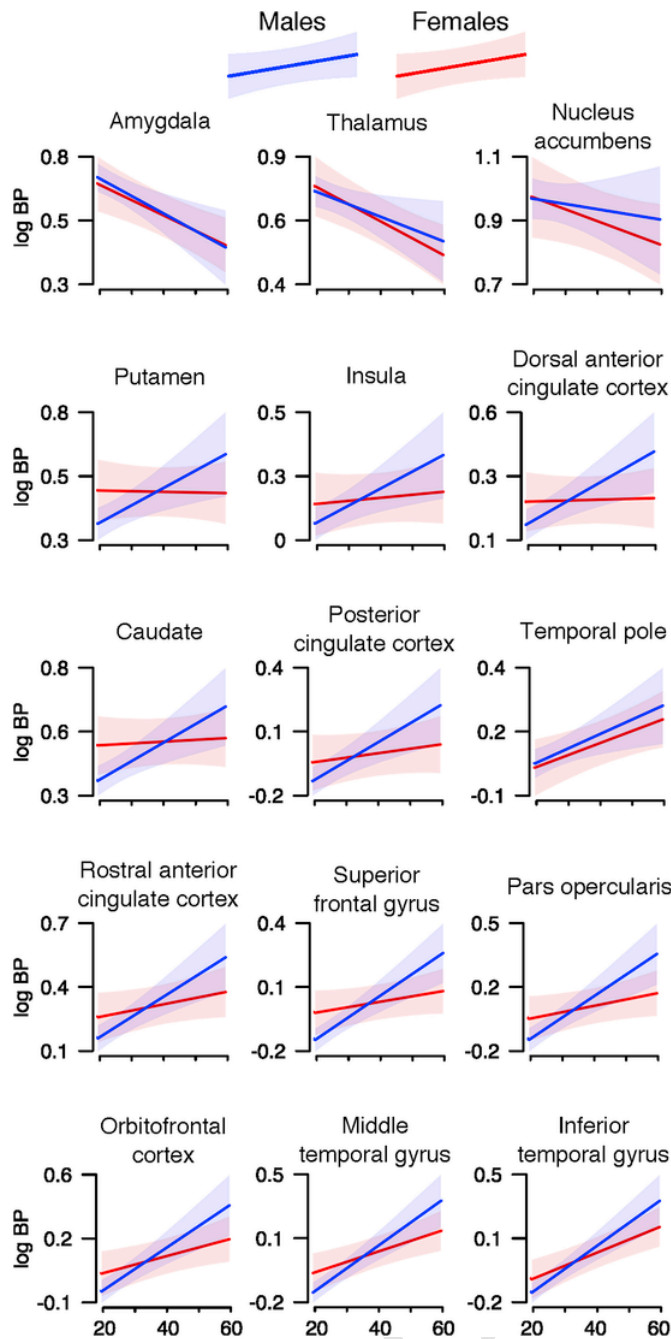 Males Females
Amygdala Thalamus Nucleus
accumbens
0.8 0.9 1.1
log BP 0.5 0.6 0.9
0.3 0.4 0.7
Putamen Insula Dorsal anterior
cingulate cortex
0.8 0.5 0.6
log BP 0.5 0.3 0.3
0.3 0 0.1
Caudate Posterior
cingulate cortex Temporal pole
0.8 0.4 0.4
log BP 0.6 0.1 0.2
0.3 -0.2 -0.1
Rostral anterior
cingulate cortex Superior
frontal gyrus Pars opercularis
0.7 0.4 0.5
log BP 0.4 0.1 0.2
0.1 -0.2 -0.2
Orbitofrontal
cortex Middle
temporal gyrus Inferior
temporal gyrus
0.6 0.5 0.5
log BP 0.2 0.1 0.1
-0.1 -0.2 -0.2
20 40 60 20 40 60 20 40 60